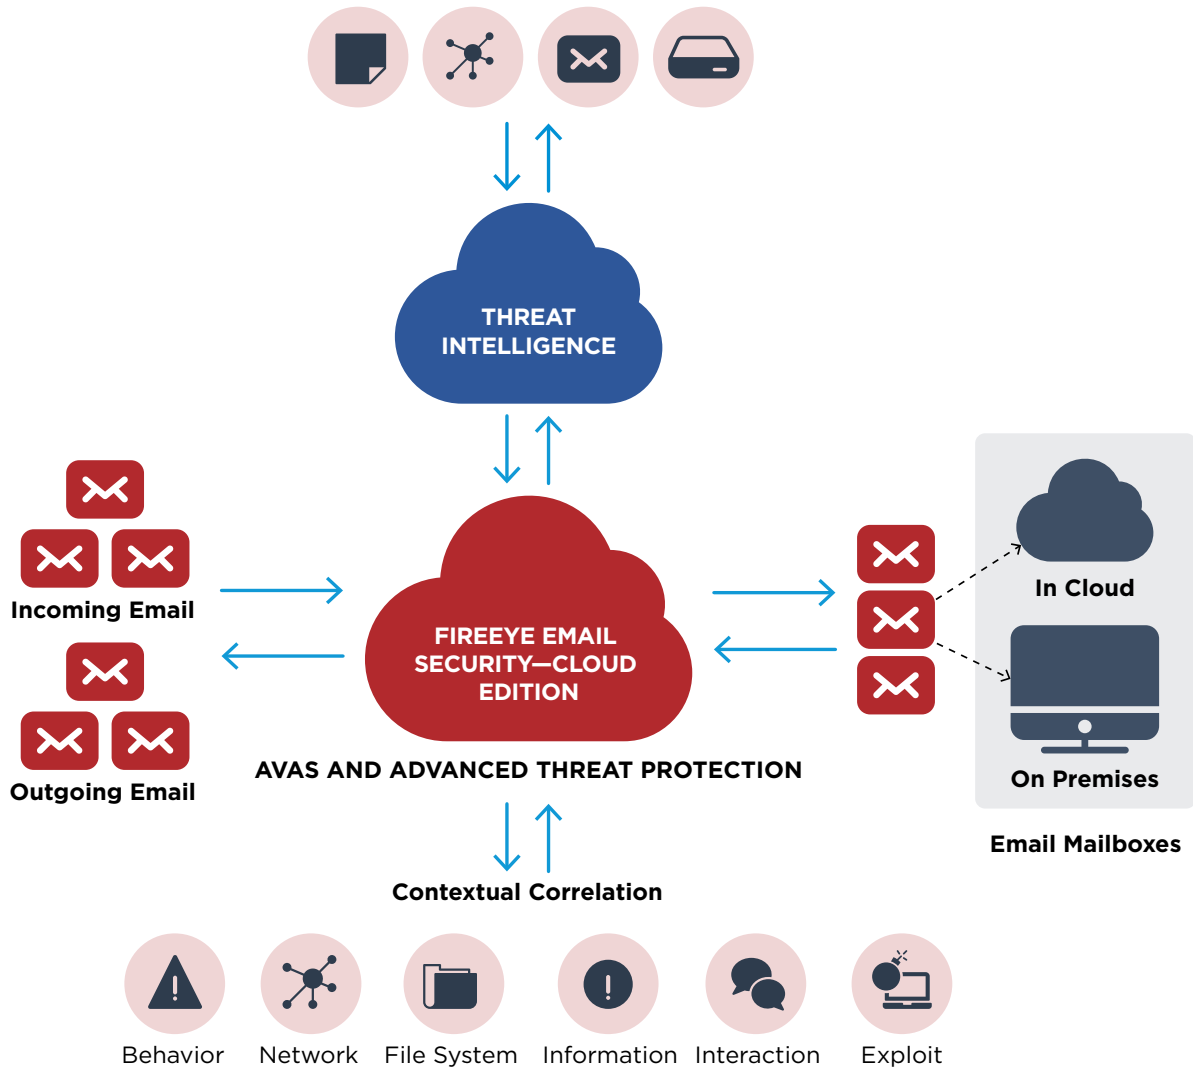 THREAT
INTELLIGENCE
Incoming Email
Outgoing Email
FIREEYE EMAIL
SECURITY—CLOUD
EDITION
AVAS AND ADVANCED THREAT PROTECTION
In Cloud
On Premises
Email Mailboxes
Contextual Correlation
Behavior
Network
File System
Information
Interaction
Exploit